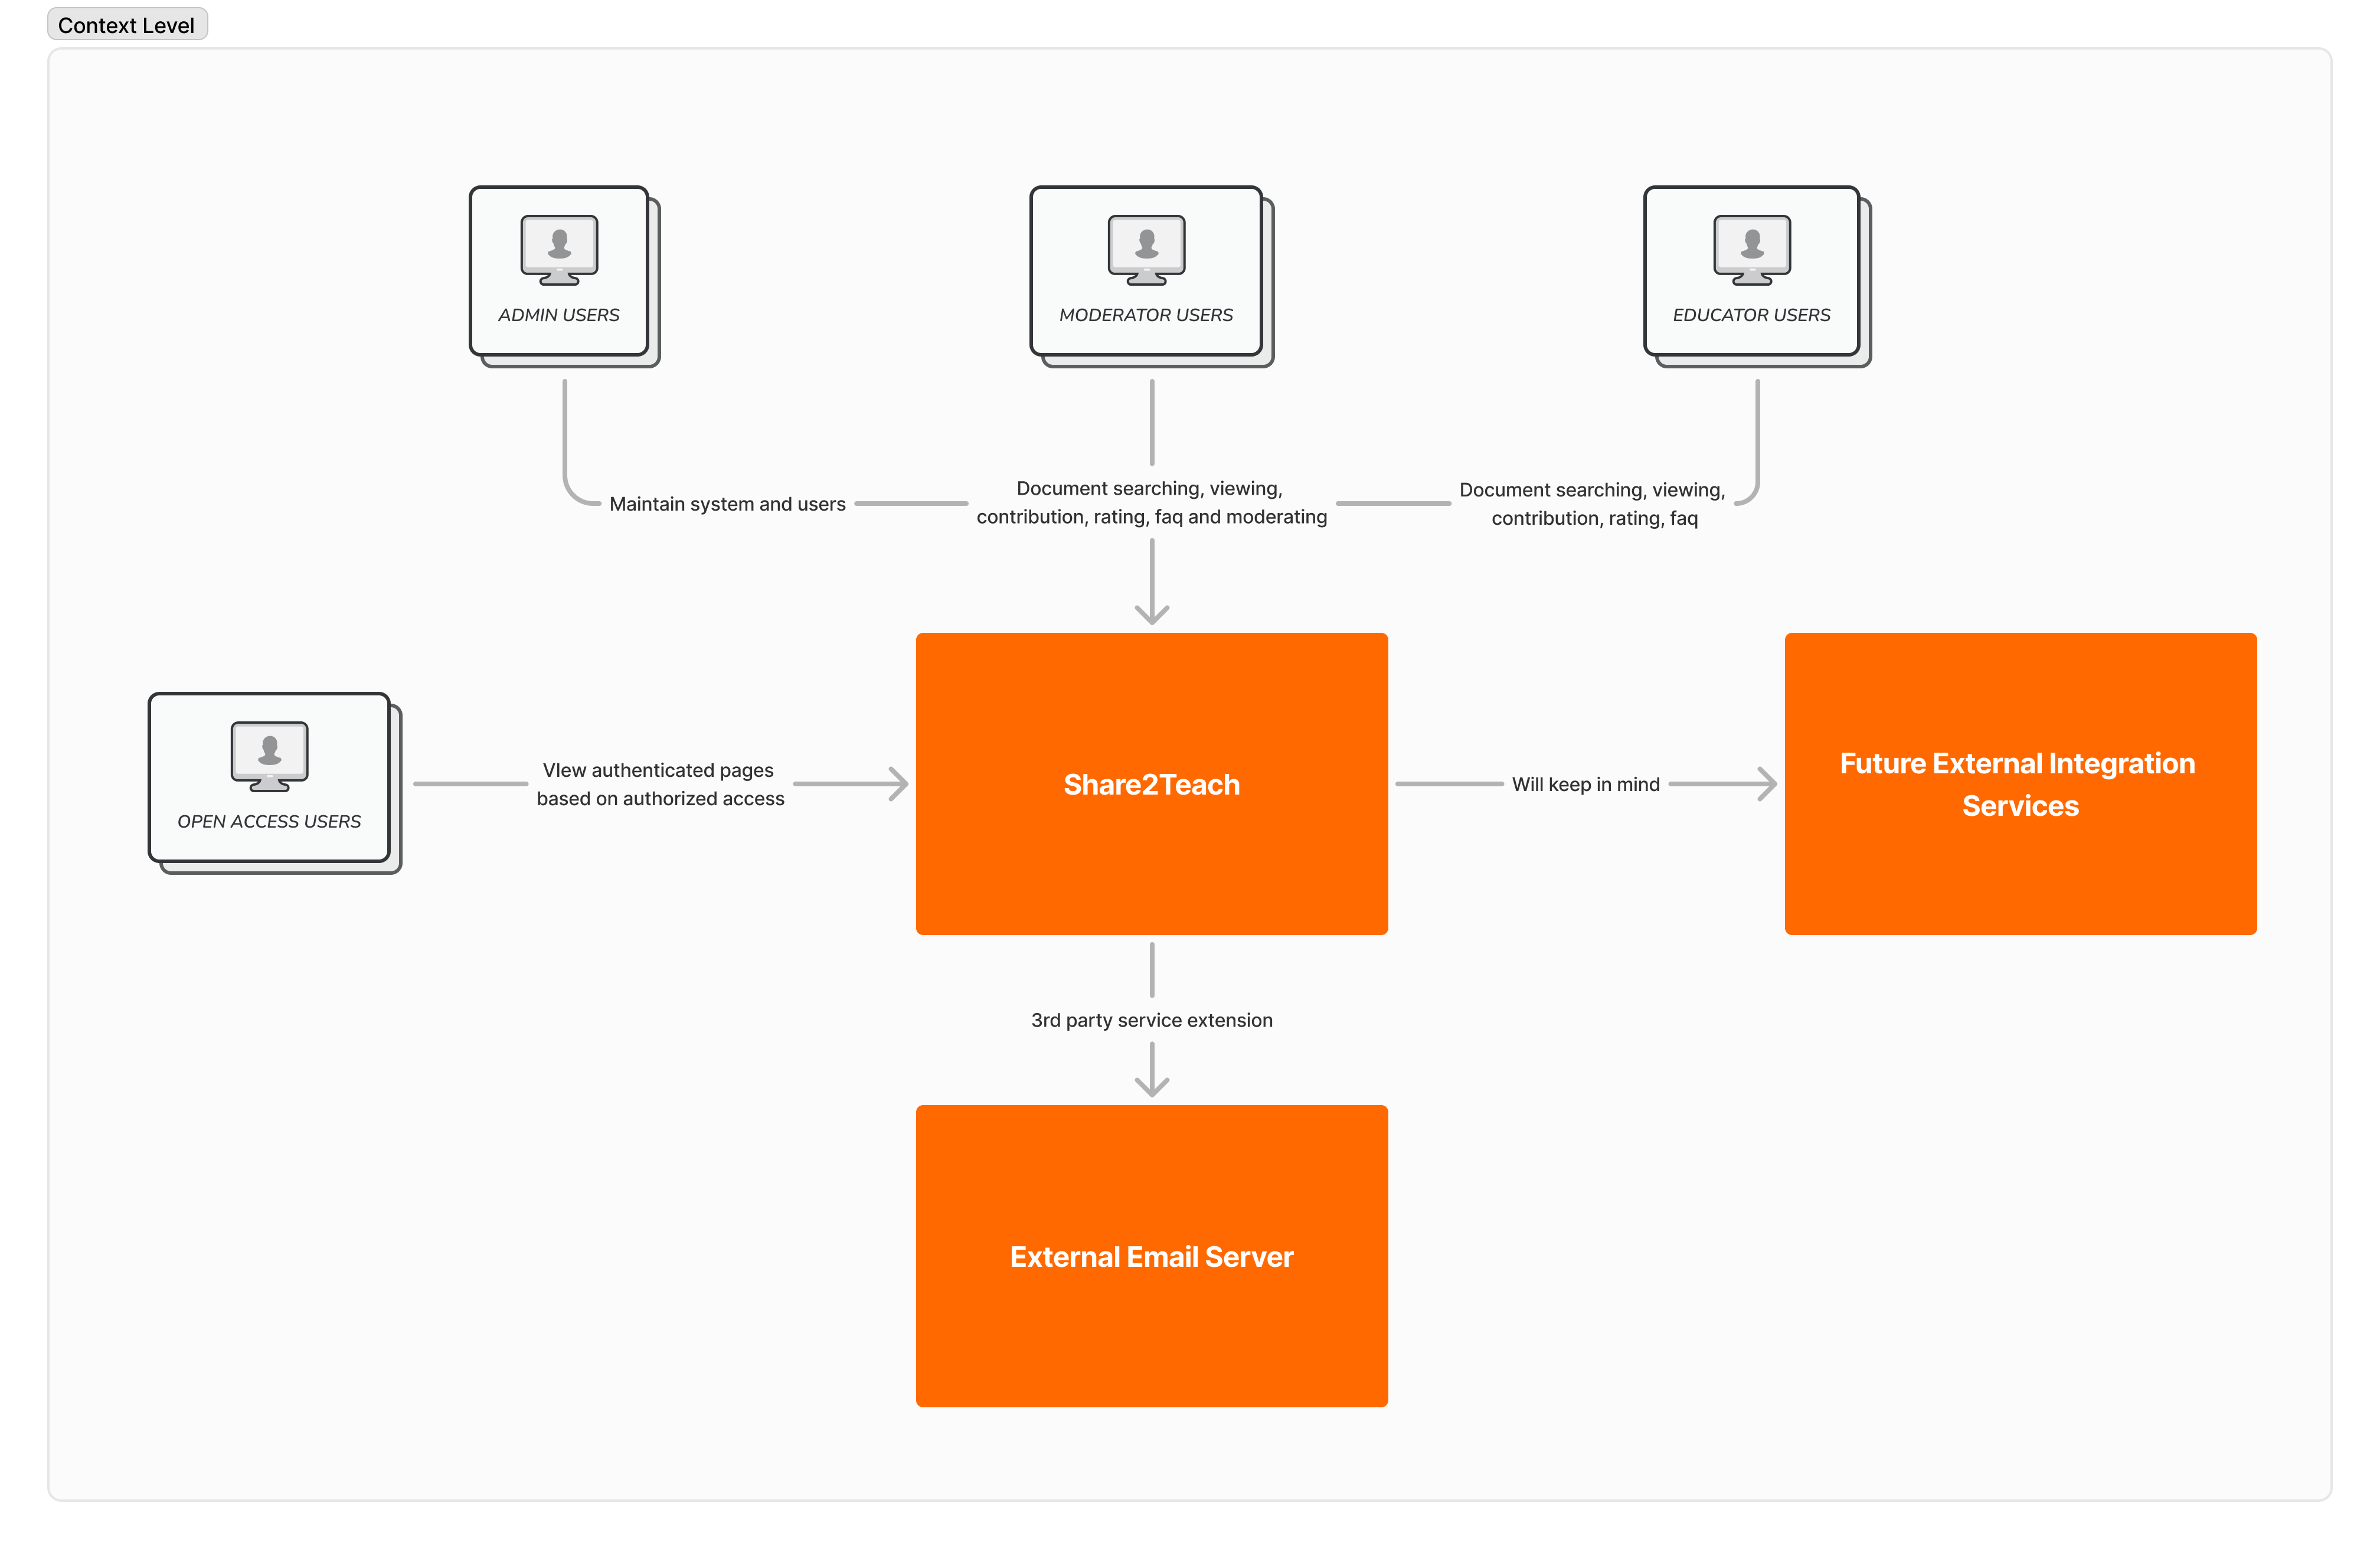 Context Level
ADMIN USERS
MODERATOR USERS
EDUCATOR USERS
Maintain system and users
Document searching, viewing,
contribution, rating, faq and moderating
Document searching, viewing,
contribution, rating, faq
OPEN ACCESS USERS
VIew authenticated pages
based on authorized access
Share2Teach
Will keep in mind
Future External Integration
Services
3rd party service extension
External Email Server